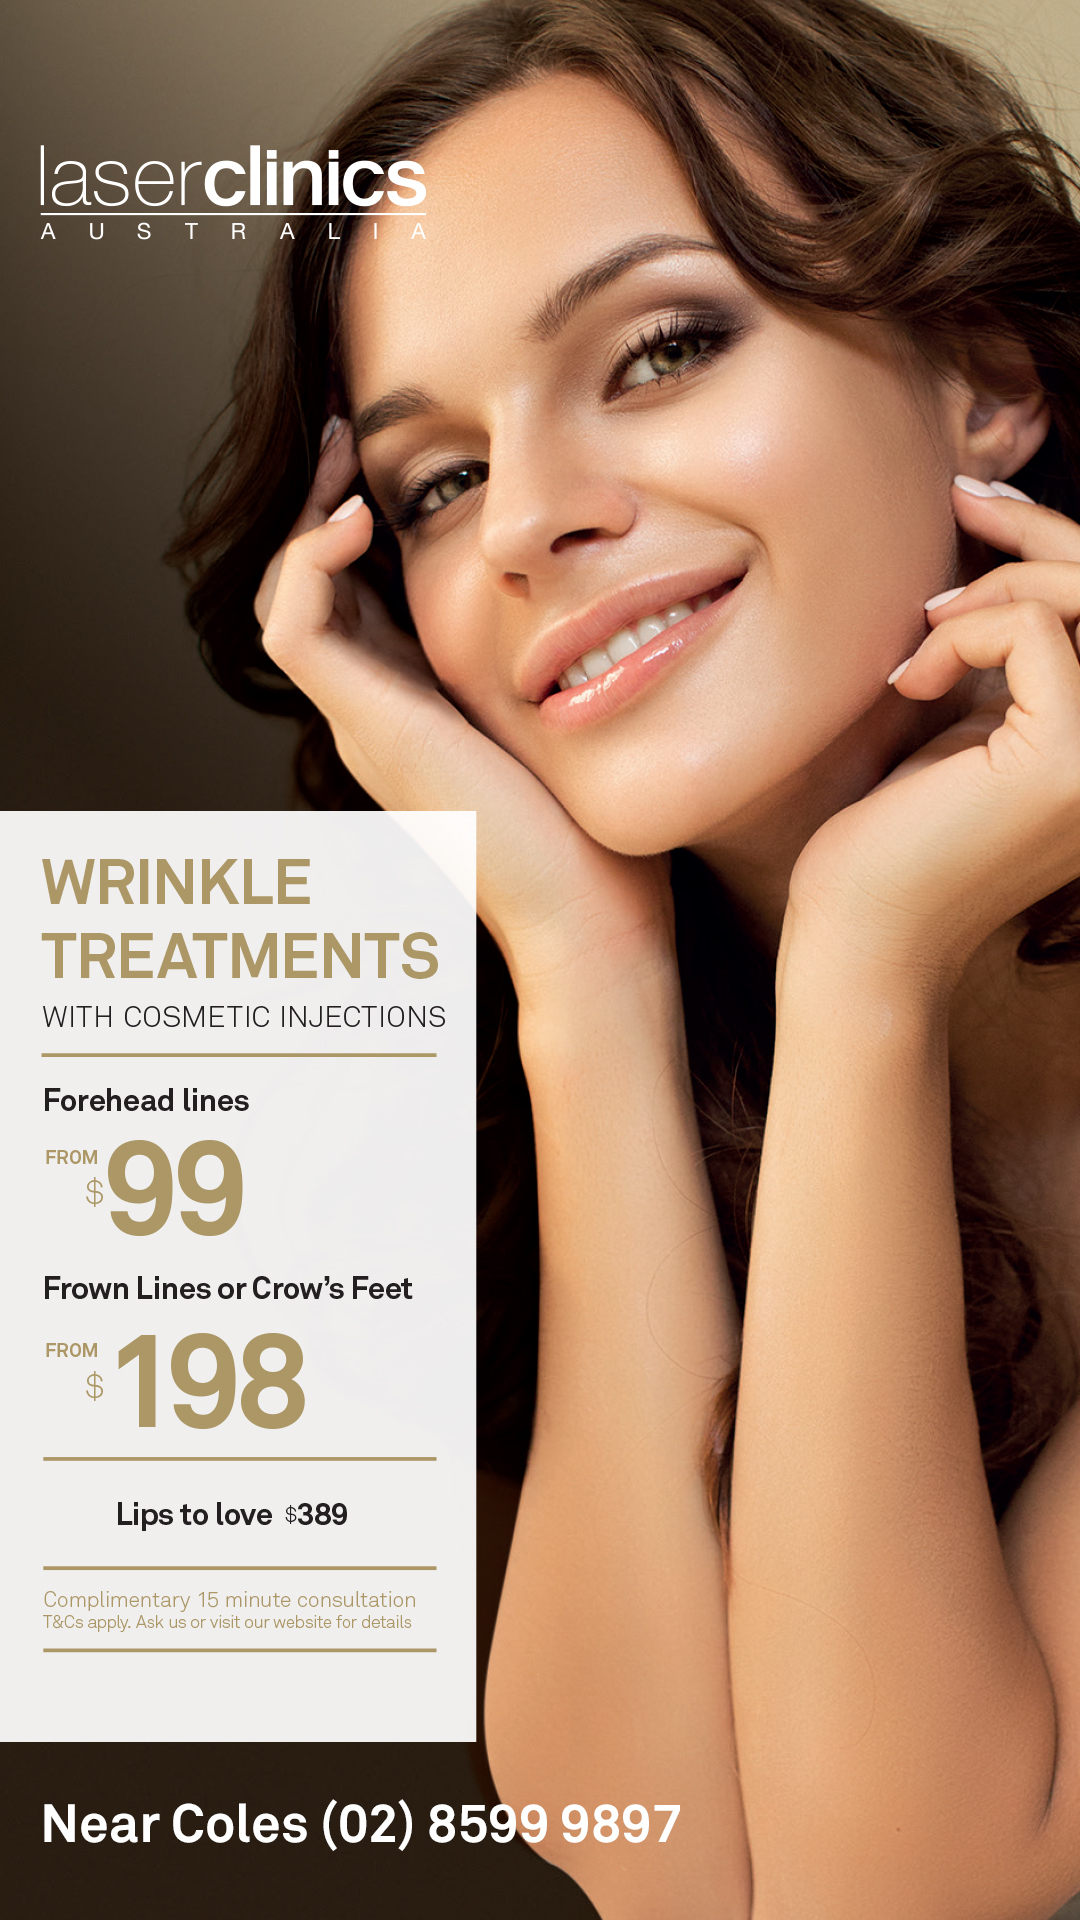 laserclinics
AUSTRALIA
WRINKLE
TREATMENTS
WITH COSMETIC INJECTIONS
Forehead lines
FROM
$99
Frown Lines or Crow’s Feet
FROM
$198
Lips to love $389
Complimentary 15 minute consultation
T&Cs apply. Ask us or visit our website for details
Near Coles (02) 8599 9897